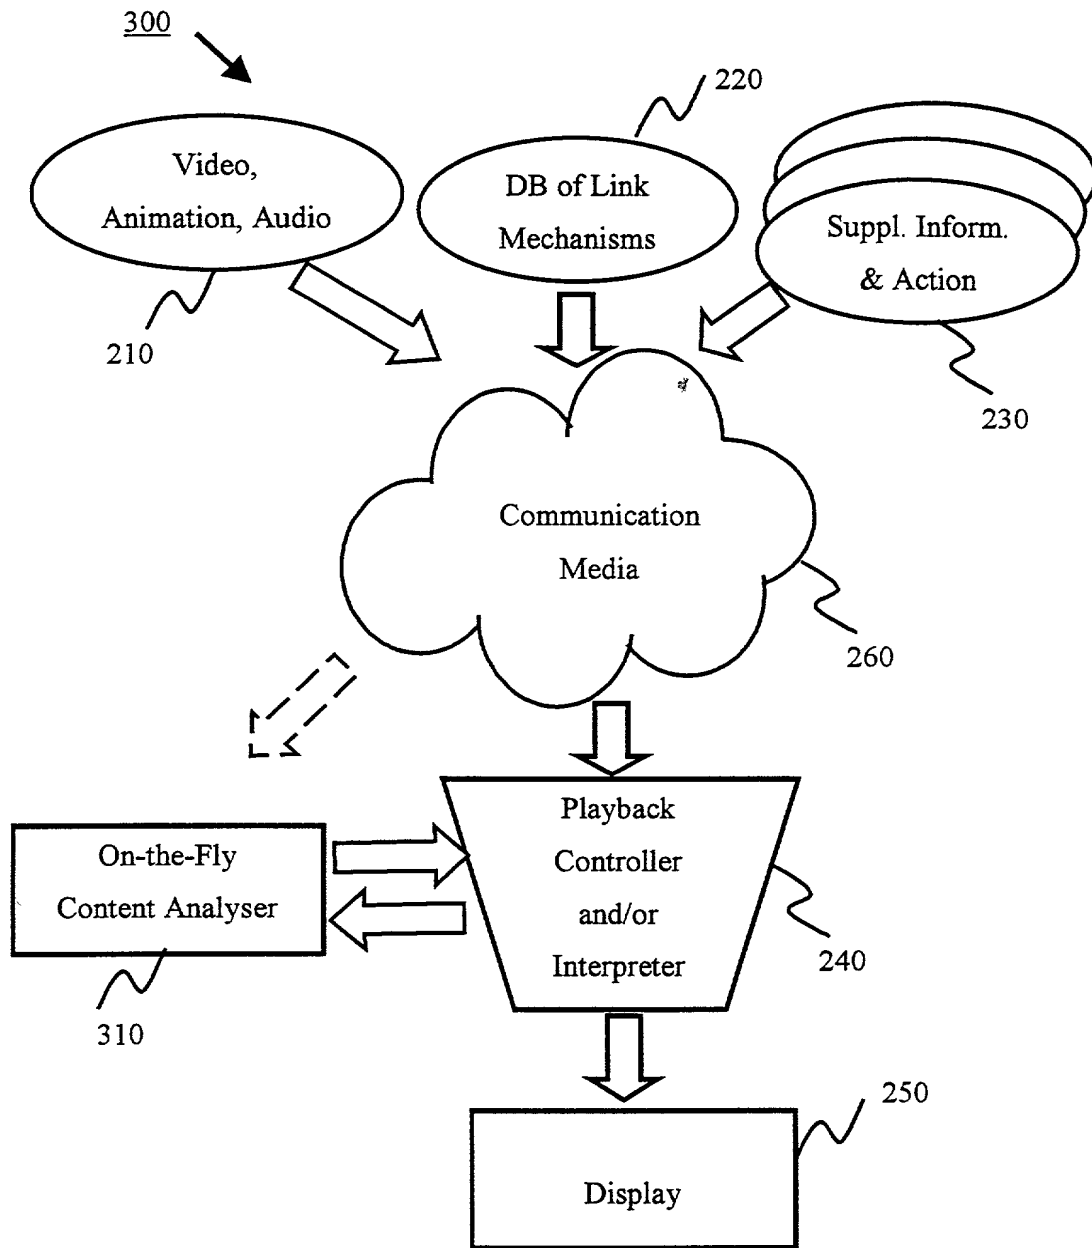 300
220
Video,
Animation, Audio
DB of Link
Mechanisms
Suppl. Inform.
& Action
210
230
Communication
Media
260
On-the-Fly
Content Analyser
Playback
Controller
and/or
Interpreter
240
310
250
Display